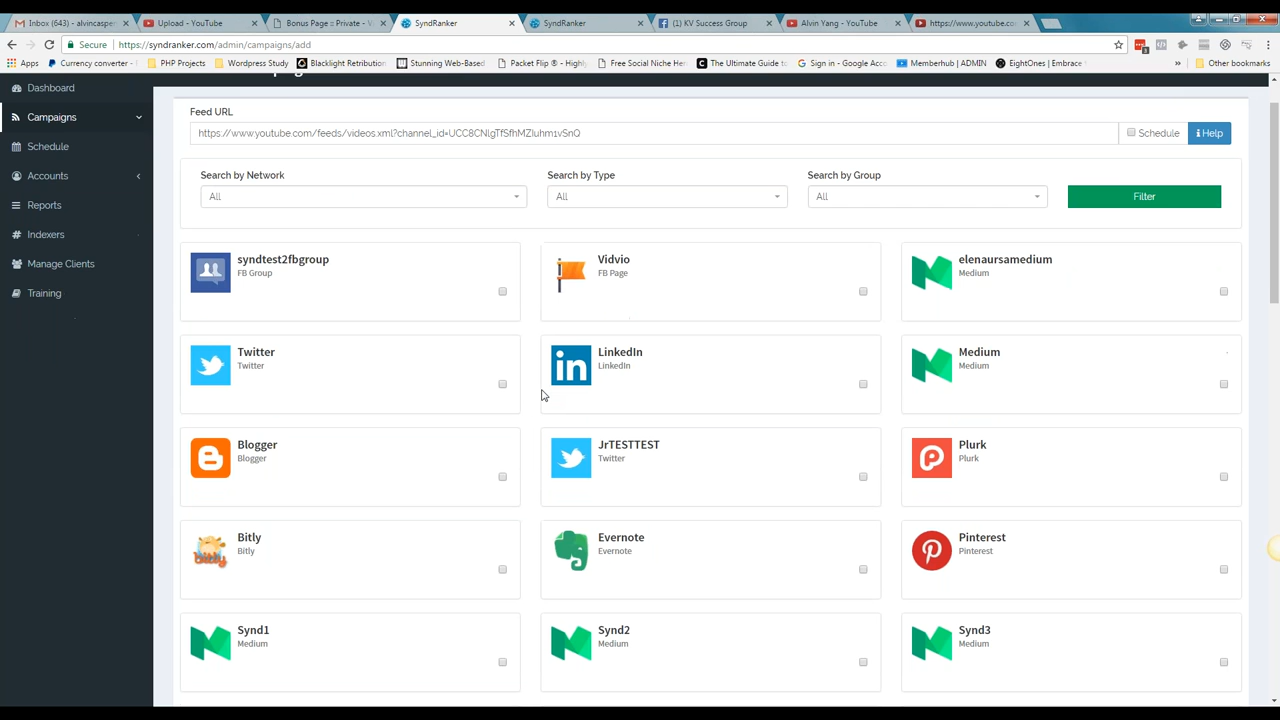 Inbox (643) - alvincasper
Upload - YouTube
Bonus Page :: Private - V
SyndRanker
SyndRanker
(1) KV Success Group
Alvin Yang - YouTube
https://www.youtube.co
Secure
https://syndranker.com/admin/campaigns/add
Apps
Currency converter -
PHP Projects
Wordpress Study
Blacklight Retribution
Stunning Web-Based
Packet Flip ® - Highly
Free Social Niche Her
The Ultimate Guide to
Sign in - Google Acco
Memberhub | ADMIN
EightOnes | Embrace
»
Other bookmarks
Dashboard
Campaigns
Schedule
Accounts
Reports
Indexers
Manage Clients
Training
Feed URL
https://www.youtube.com/feeds/videos.xml?channel_id=UCC8CNlgTfSfhMZIuhm1vSnQ
Schedule
Help
Search by Network
Search by Type
Search by Group
All
All
All
Filter
syndtest2fbgroup
FB Group
Vidvio
FB Page
elenaursamedium
Medium
Twitter
Twitter
LinkedIn
LinkedIn
Medium
Medium
Blogger
Blogger
JrTESTTEST
Twitter
Plurk
Plurk
Bitly
Bitly
Evernote
Evernote
Pinterest
Pinterest
Synd1
Medium
Synd2
Medium
Synd3
Medium